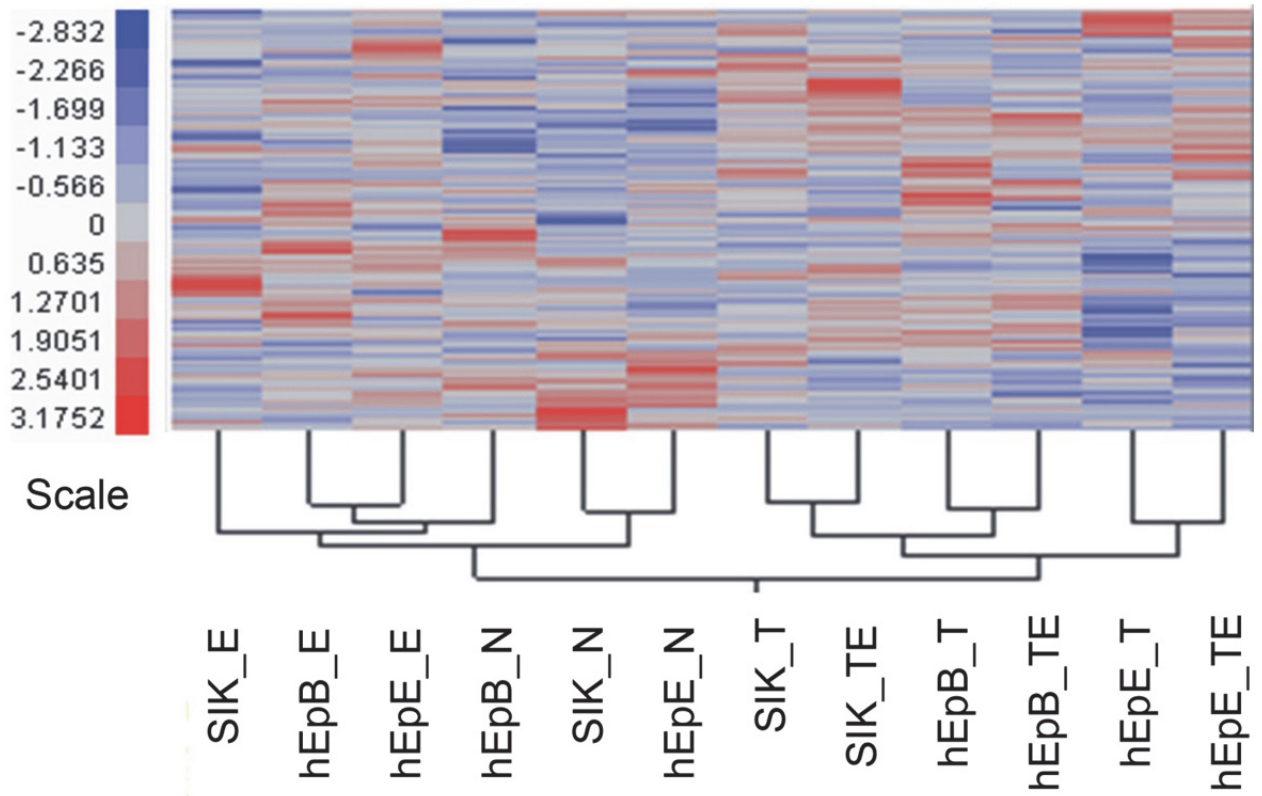 -2.832
-2.266
-1.699
-1.133
-0.566
0
0.635
1.2701
1.9051
2.5401
3.1752
Scale
SIK_E
hEpB_E
hEpE_E
hEpB_N
SIK_N
hEpE_N
SIK_T
SIK_TE
hEpB_T
hEpB_TE
hEpE_T
hEpE_TE